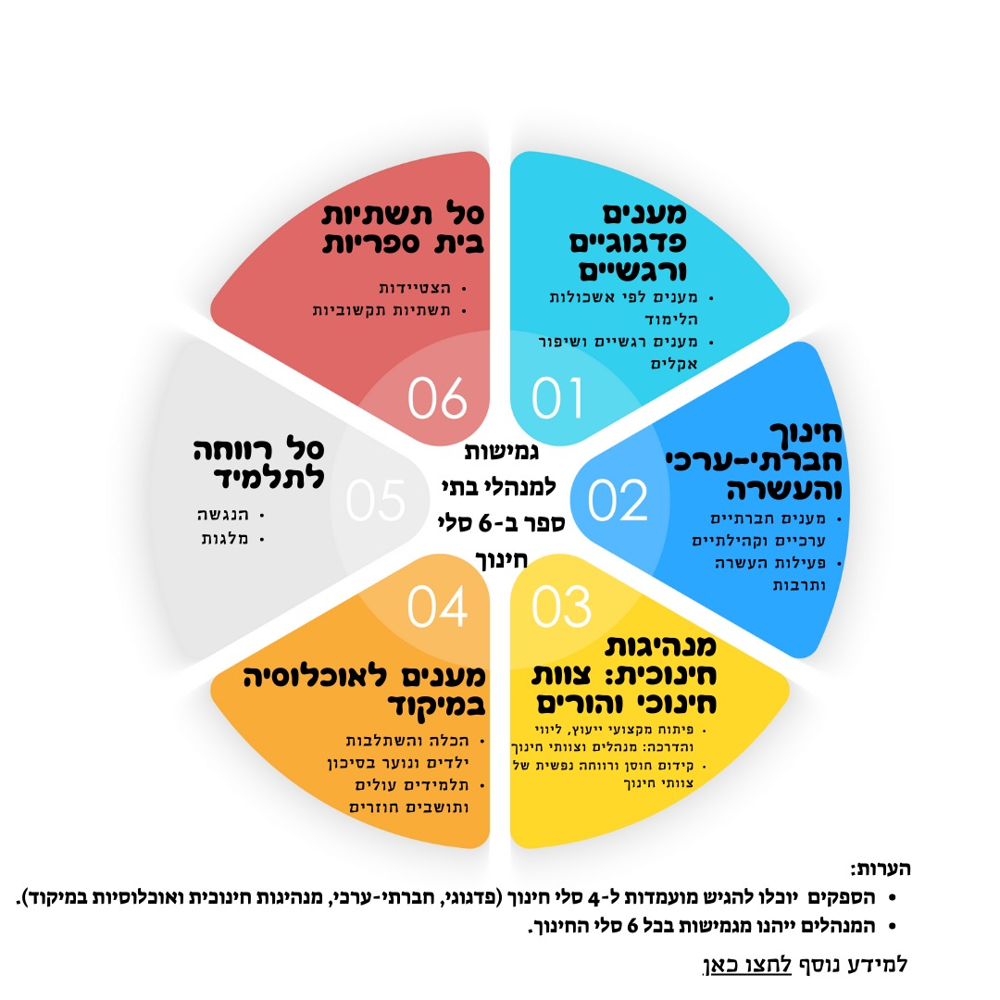 גמישות
למנהלי בתי
ספר ב-6 סלי
חינוך
01
מענים
פדגוגיים
ורגשיים
• מענים לפי אשכולות
הלימוד
• מענים רגשיים ושיפור
אקלים
02
חינוך
חברתי-ערכי
והעשרה
• מענים חברתיים
ערכיים וקהילתיים
• פעילות העשרה
ותרבות
03
מנהיגות
חינוכית: צוות
חינוכי והורים
• פיתוח מקצועי ייעוץ, ליווי
והדרכה: מנהלים וצוותי חינוך
• קידום חוסן ורווחה נפשית של
צוותי חינוך
04
מענים לאוכלוסיה
במיקוד
• הכלה והשתלבות
ילדים ונוער בסיכון
• תלמידים עולים
ותושבים חוזרים
05
סל רווחה
לתלמיד
• הנגשה
• מלגות
06
סל תשתיות
בית ספריות
• הצטיידות
• תשתיות תקשוביות
הערות:
• הספקים יוכלו להגיש מועמדות ל-4 סלי חינוך (פדגוגי, חברתי-ערכי, מנהיגות חינוכית ואוכלוסיות במיקוד).
• המנהלים ייהנו מגמישות בכל 6 סלי החינוך.
למידע נוסף לחצו כאן